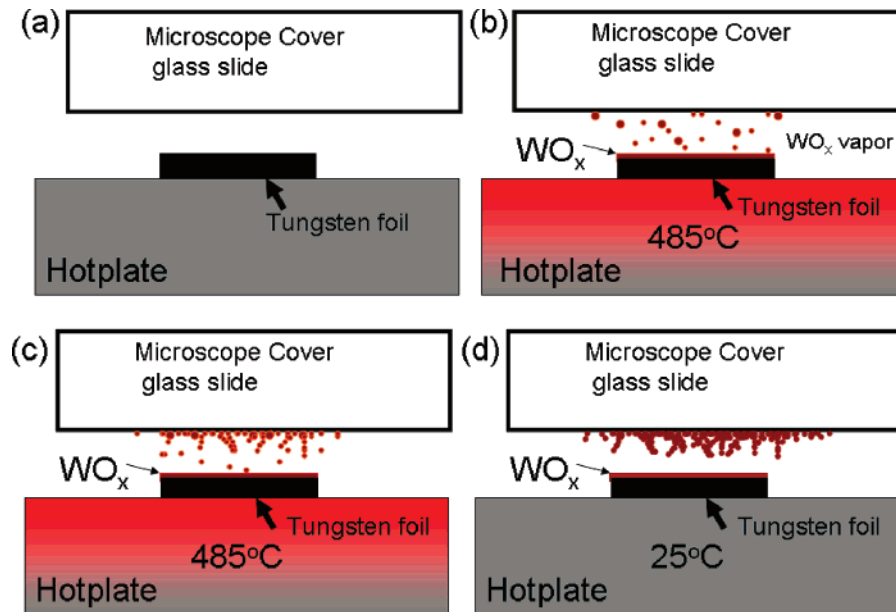 (a)
Microscope Cover
glass slide
Tungsten foil
Hotplate
(b)
Microscope Cover
glass slide
WOx
WOx vapor
Tungsten foil
485oC
Hotplate
(c)
Microscope Cover
glass slide
WOx
Tungsten foil
485oC
Hotplate
(d)
Microscope Cover
glass slide
WOx
Tungsten foil
25oC
Hotplate